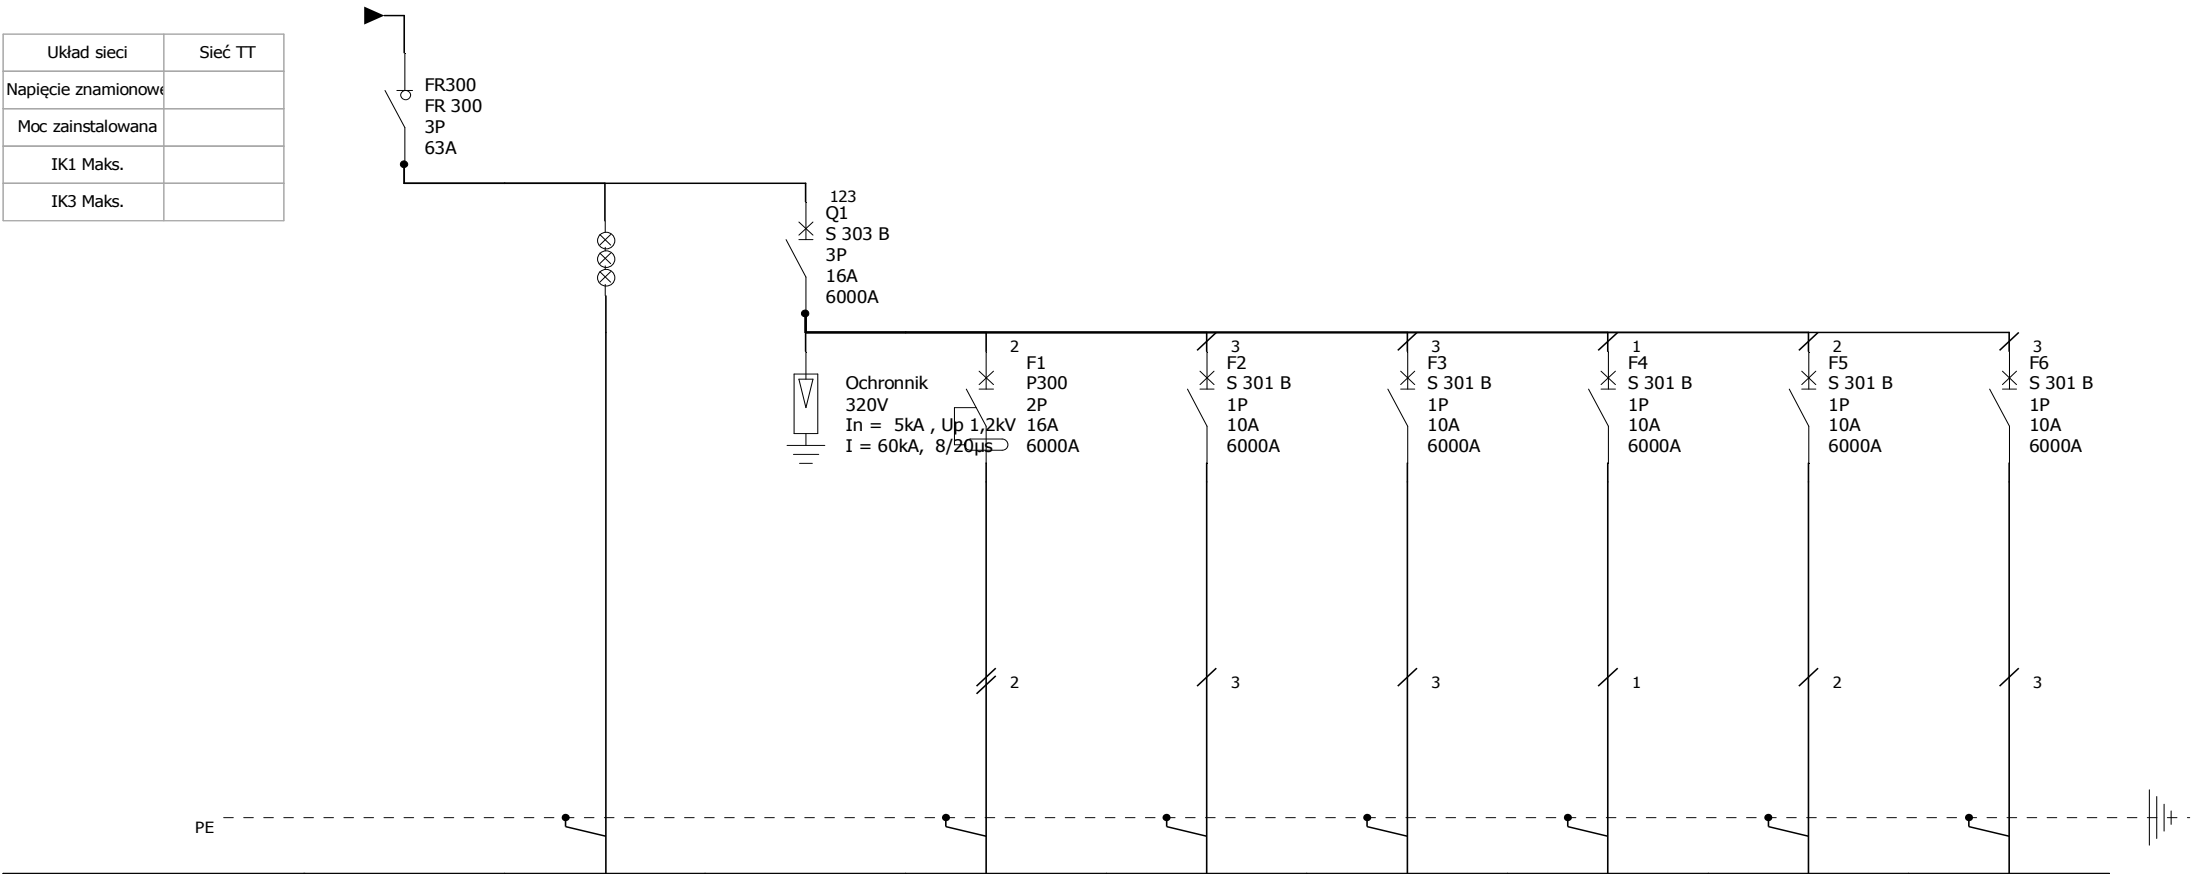 Układ sieci Sieć TT
Napięcie znamionowe
Moc zainstalowana
IK1 Maks.
IK3 Maks.
FR300
FR 300
3P
63A
123
Q1
S 303 B
3P
16A
6000A
Ochronnik
320V
In = 5kA , Up 1,2kV
I = 60kA, 8/20µs
2
F1
P300
2P
16A
6000A
3
F2
S 301 B
1P
10A
6000A
3
F3
S 301 B
1P
10A
6000A
1
F4
S 301 B
1P
10A
6000A
2
F5
S 301 B
1P
10A
6000A
3
F6
S 301 B
1P
10A
6000A
2 3 3 1 2 3
PE